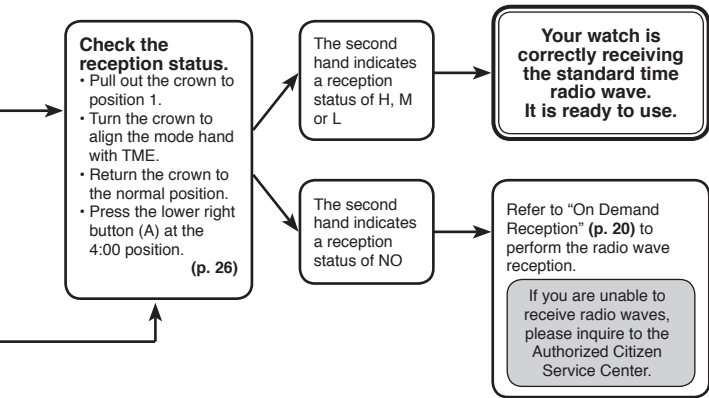 Check the
reception status.
• Pull out the crown to
position 1.
• Turn the crown to
align the mode hand
with TME.
• Return the crown to
the normal position.
• Press the lower right
button (A) at the
4:00 position.
(p. 26)
The second
hand indicates
a reception
status of H, M
or L
Your watch is
correctly receiving
the standard time
radio wave.
It is ready to use.
The second
hand indicates
a reception
status of NO
Refer to “On Demand
Reception” (p. 20) to
perform the radio wave
reception.
If you are unable to
receive radio waves,
please inquire to the
Authorized Citizen
Service Center.